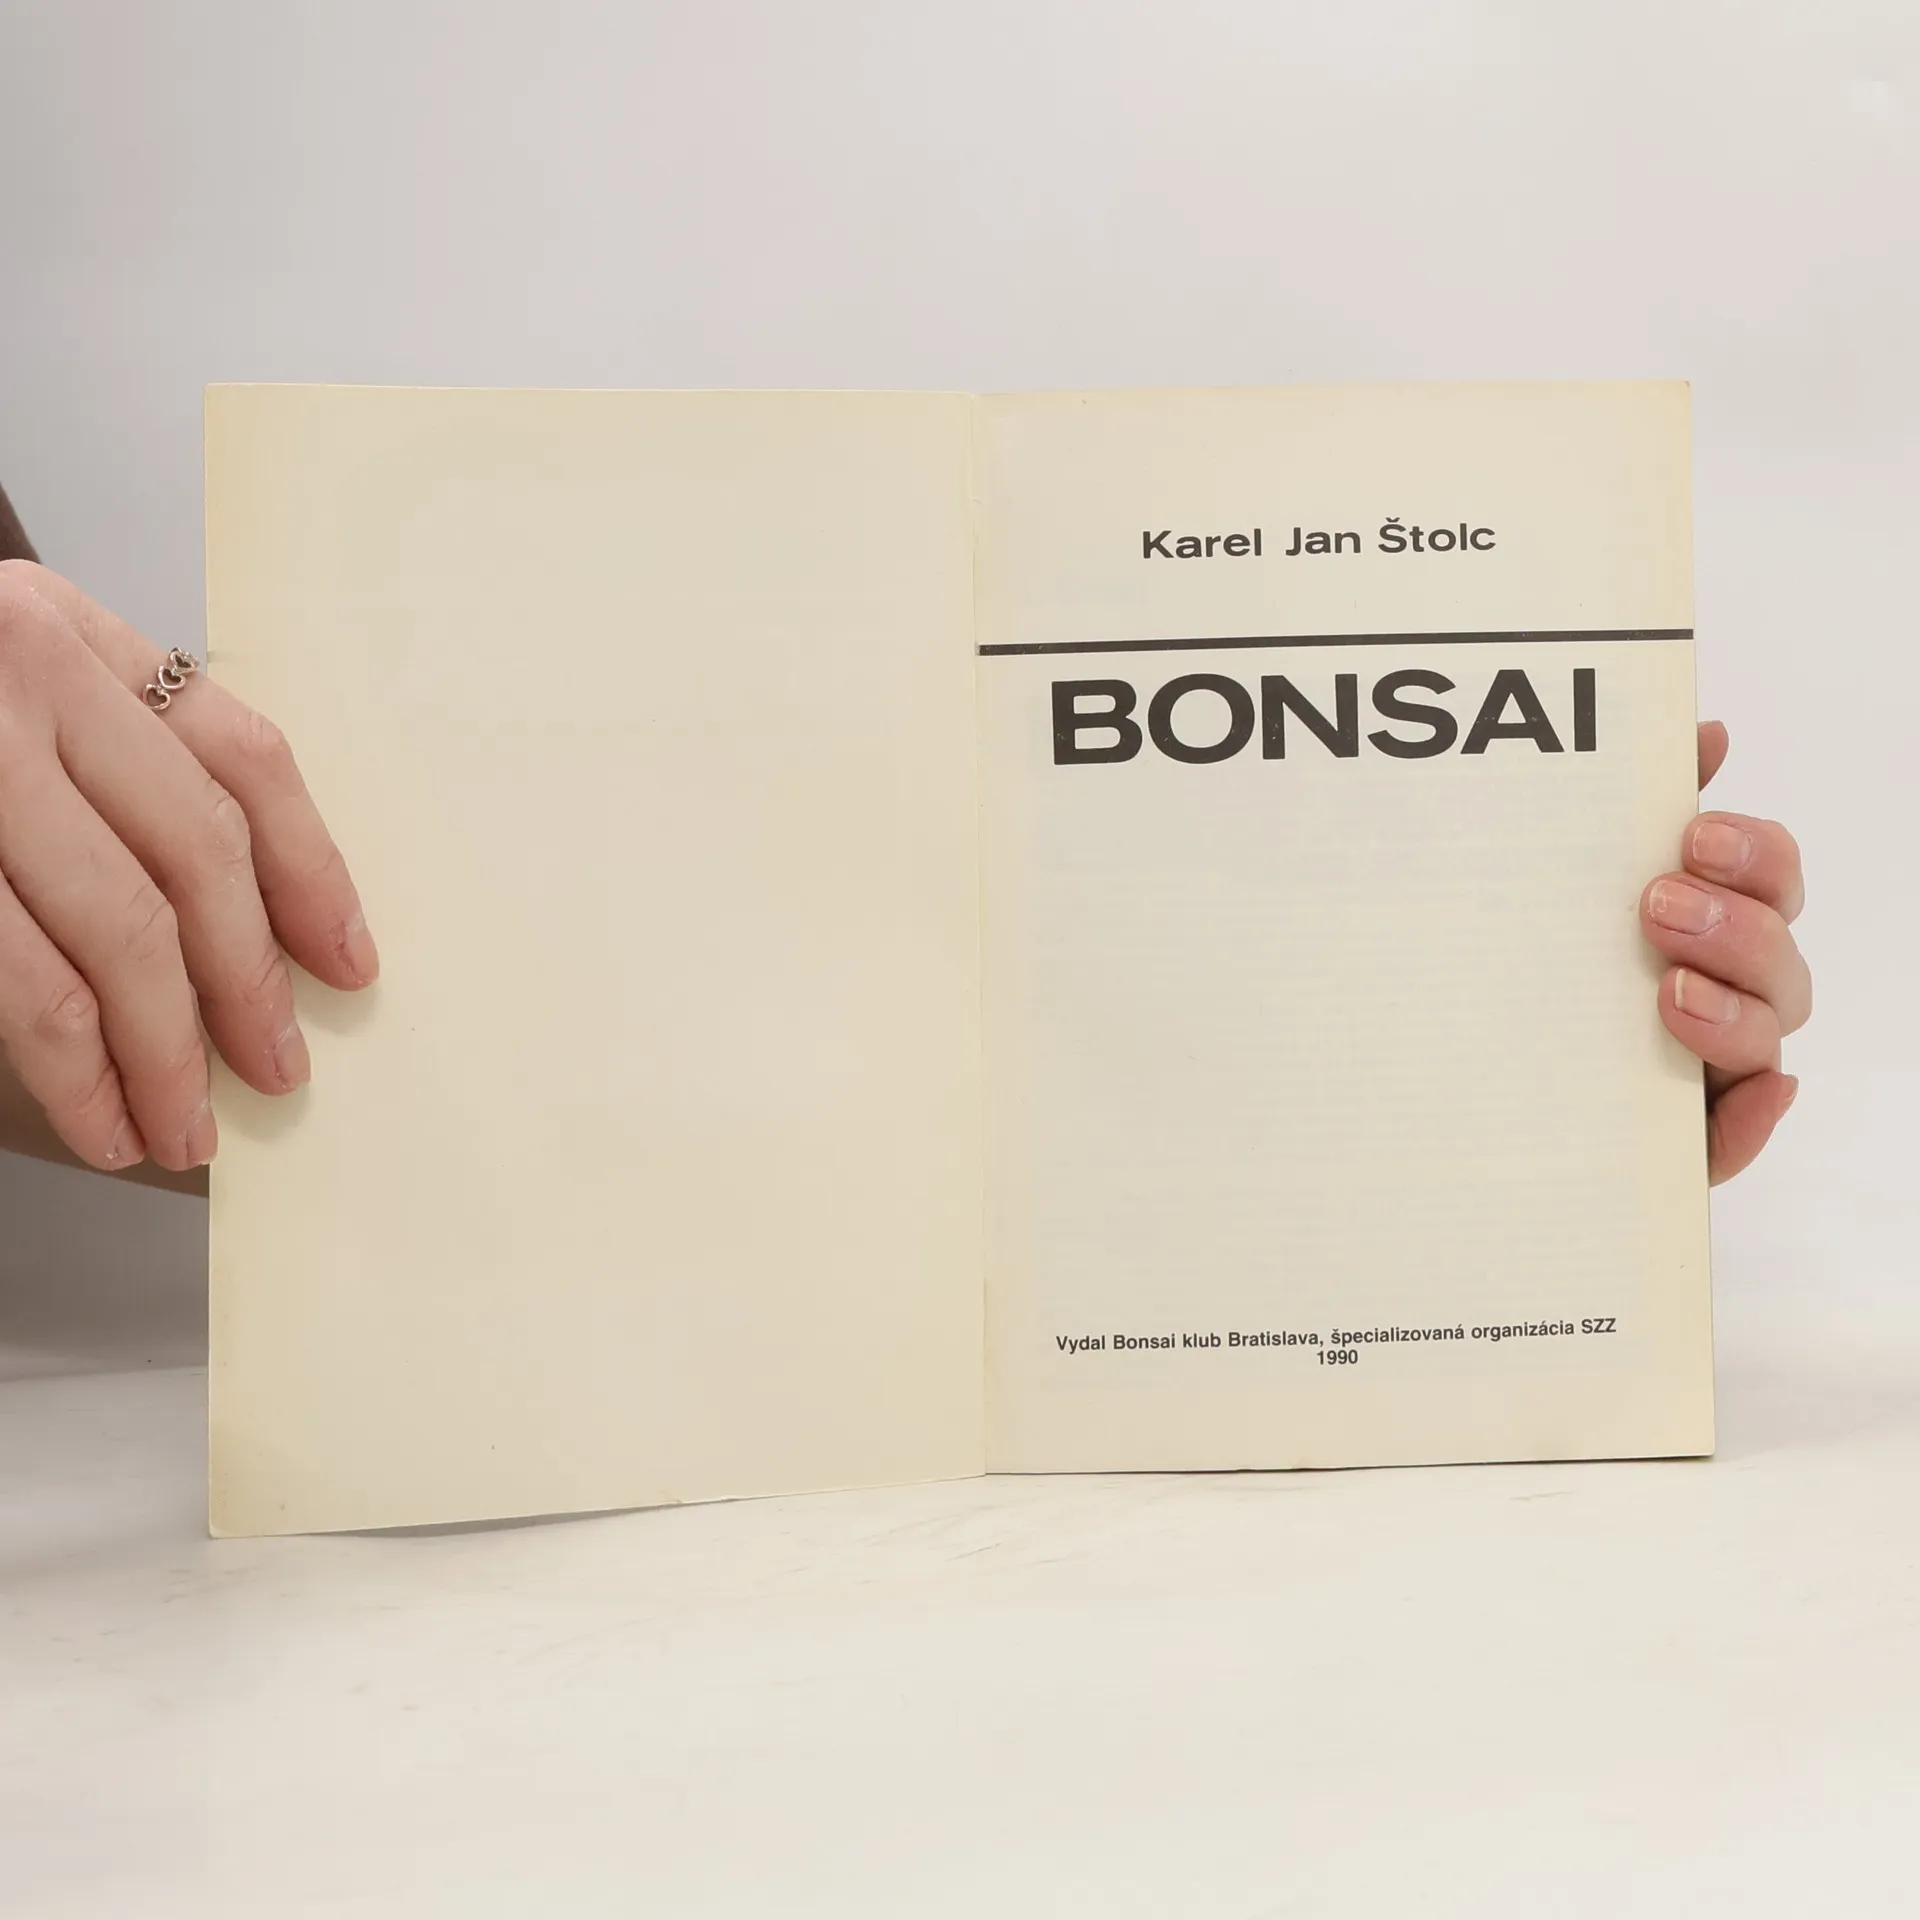 Karel Jan Štolc
BONSAI
Vydal Bonsai klub Bratislava, špecializovaná organizácia SZZ
1990